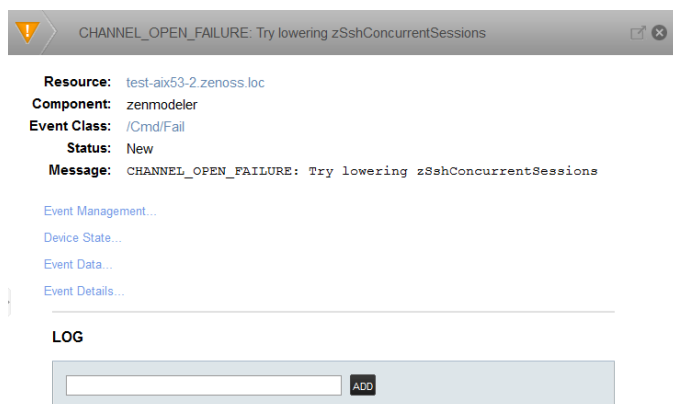 CHANNEL_OPEN_FAILURE: Try lowering zSshConcurrentSessions
Resource: test-aix53-2.zenoss.loc
Component: zenmodeler
Event Class: /Cmd/Fail
Status: New
Message: CHANNEL_OPEN_FAILURE: Try lowering zSshConcurrentSessions
Event Management...
Device State...
Event Data...
Event Details...
LOG
ADD